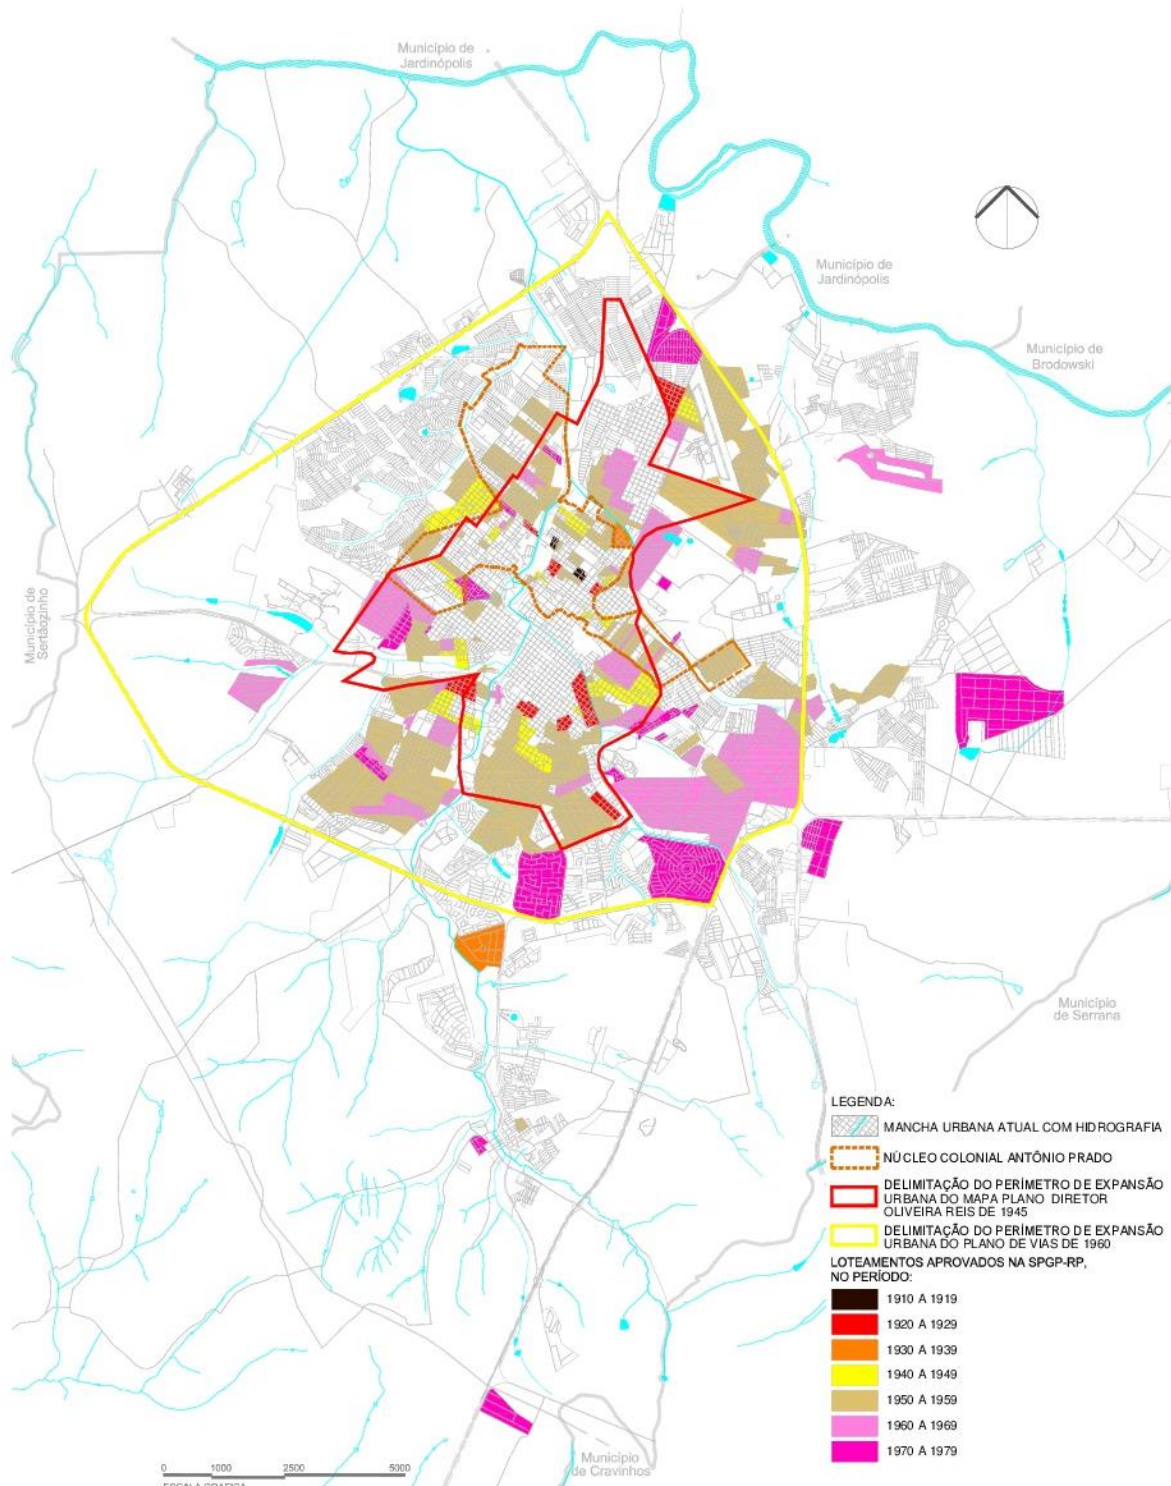 Município de
Jardinópolis
Município de
Jardinópolis
Município de
Brodowski
Município de
Sertãozinho
Município
de Serrana
LEGENDA:
MANCHA URBANA ATUAL COM HIDROGRAFIA
NÚCLEO COLONIAL ANTÔNIO PRADO
DELIMITAÇÃO DO PERÍMETRO DE EXPANSÃO
URBANA DO MAPA PLANO DIRETOR
OLIVEIRA REIS DE 1945
DELIMITAÇÃO DO PERÍMETRO DE EXPANSÃO
URBANA DO PLANO DE VIAS DE 1960
LOTEAMENTOS APROVADOS NA SPGP-RP,
NO PERÍODO:
1910 A 1919
1920 A 1929
1930 A 1939
1940 A 1949
1950 A 1959
1960 A 1969
1970 A 1979
Município
de Cravinhos
0 1000 2500 5000
ESCALA GRAFICA